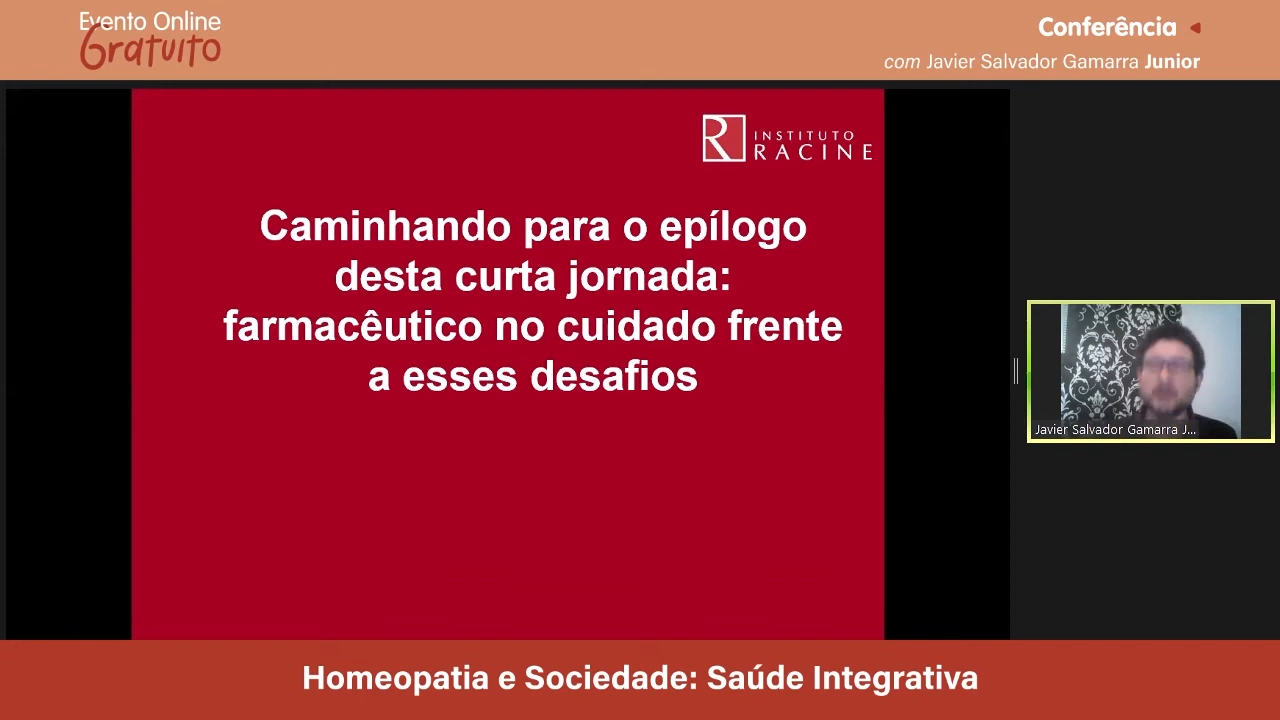 Evento Online
Gratuito
Conferência
com Javier Salvador Gamarra Junior
R INSTITUTO
RACINE
Caminhando para o epílogo
desta curta jornada:
farmacêutico no cuidado frente
a esses desafios
Javier Salvador Gamarra J...
Homeopatia e Sociedade: Saúde Integrativa